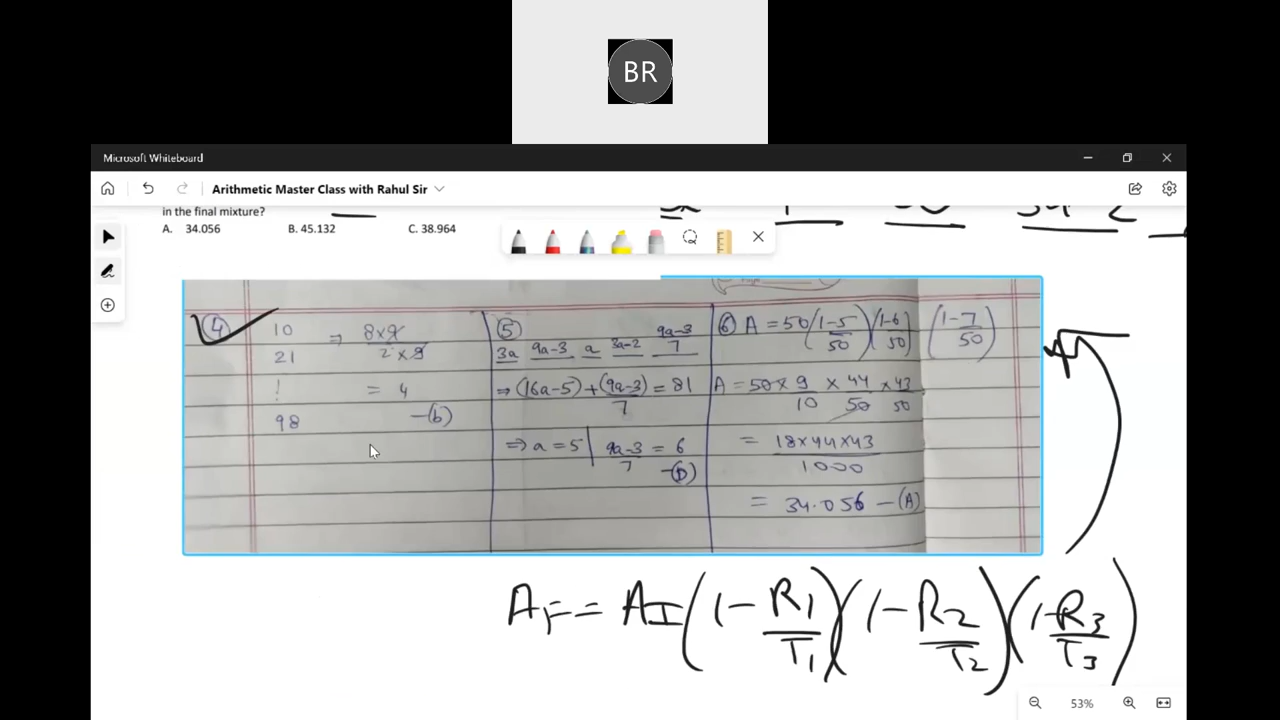 BR
Microsoft Whiteboard
Arithmetic Master Class with Rahul Sir
in the final mixture?
A. 34.056 B. 45.132 C. 38.964
④
10
21
!
98
⇒ 8×9
2×9
= 4
-(b)
⑤
3a 9a-3 a 3a-2 9a-3/7
⇒(16a-5)+(9a-3)/7 = 81
⇒ a = 5 | 9a-3/7 = 6
-(b)
⑥ A = 50(1-5/50)(1-6/50)(1-7/50)
A = 50 × 9/10 × 44/50 × 43/50
= 18×44×43/1000
= 34.056 -(A)
AF = AI(1-R1/T1)(1-R2/T2)(1-R3/T3)
53%